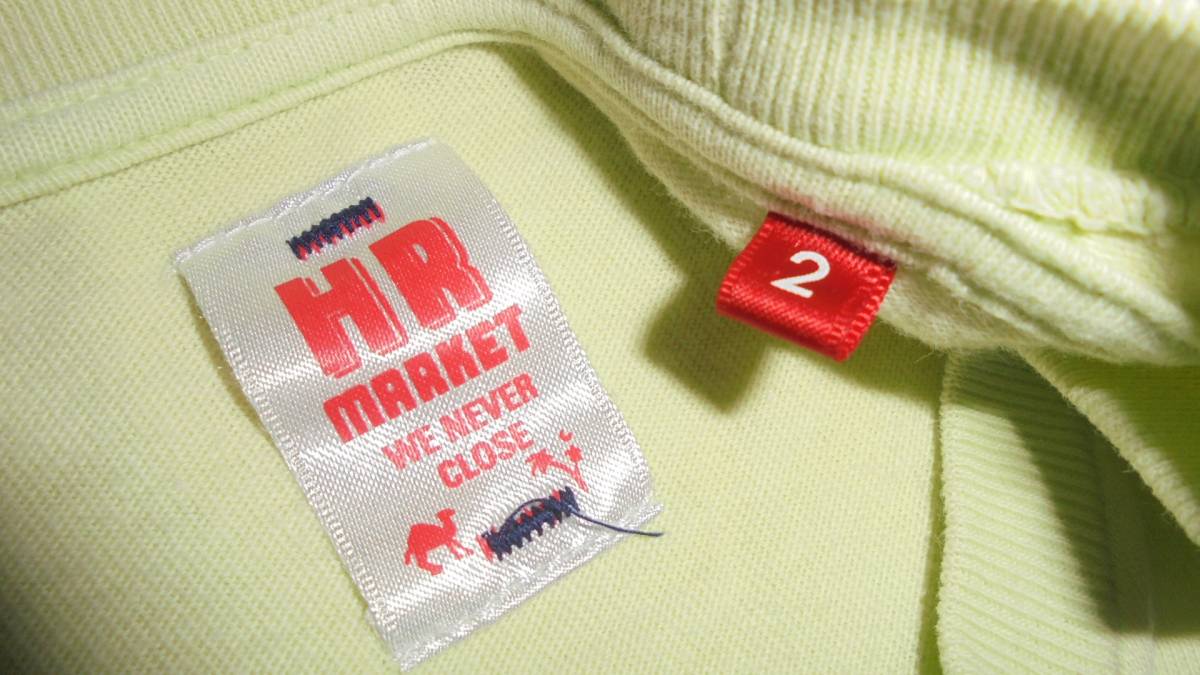 HR
MARKET
WE NEVER
CLOSE
2